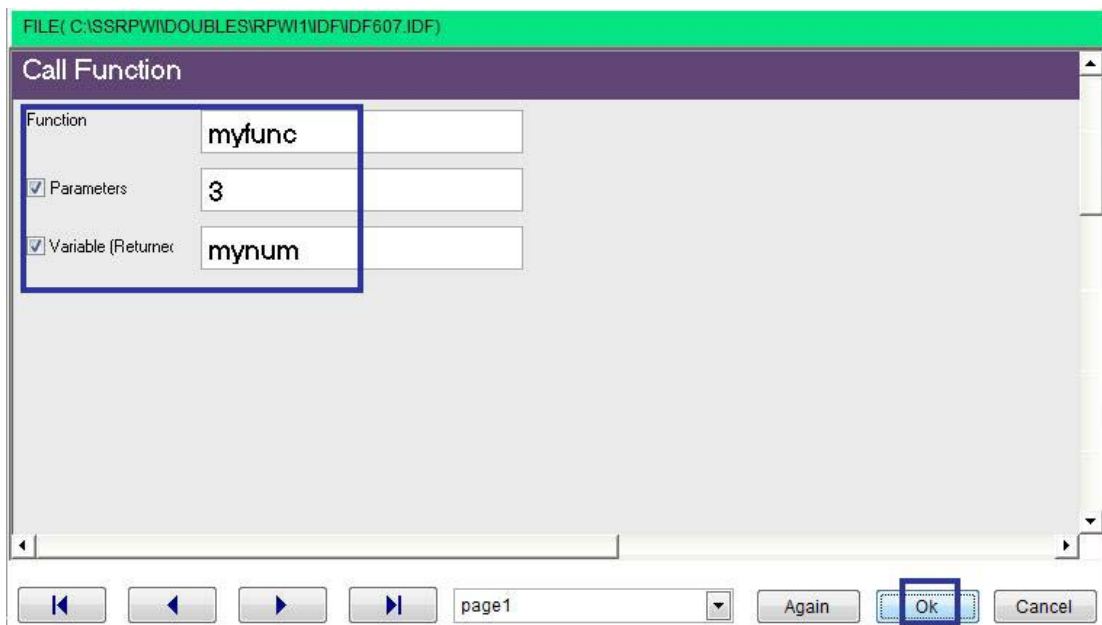 FILE( C:\SSRPWI\DOUBLES\RPWI1\IDF\IDF607.IDF)
Call Function
Function myfunc
Parameters 3
Variable (Returned mynum
page1 Again Ok Cancel